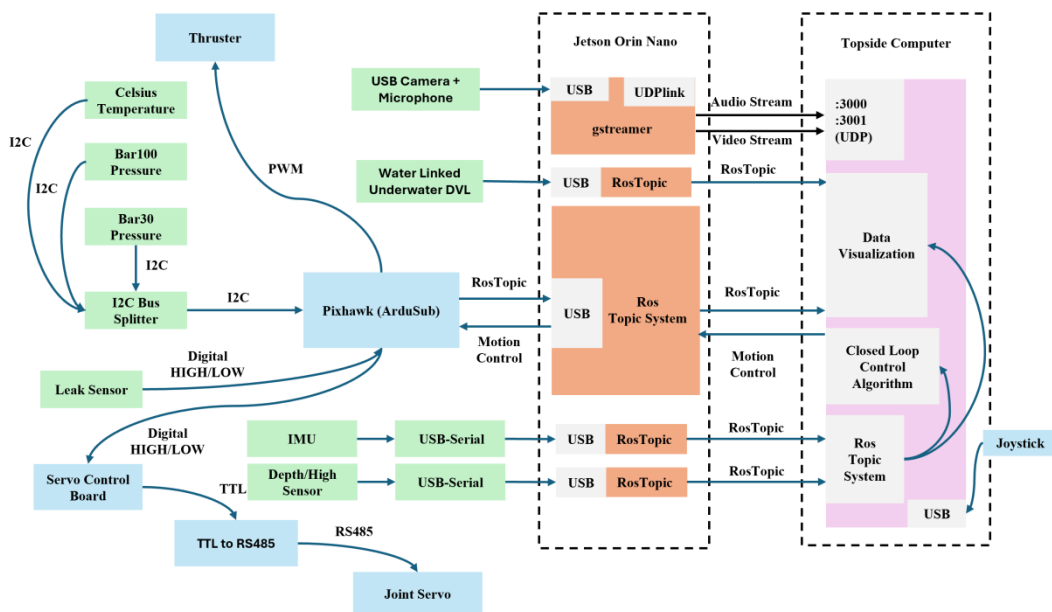 Thruster
Jetson Orin Nano
Topside Computer
USB Camera +
Microphone
USB
UDPlink
gstreamer
Audio Stream
Video Stream
:3000
:3001
(UDP)
Celsius
Temperature
I2C
Bar100
Pressure
I2C
PWM
Water Linked
Underwater DVL
USB
RosTopic
RosTopic
Bar30
Pressure
I2C
Data
Visualization
I2C Bus
Splitter
I2C
Pixhawk (ArduSub)
RosTopic
USB
Ros
Topic System
RosTopic
Motion
Control
Motion
Control
Closed Loop
Control
Algorithm
Digital
HIGH/LOW
Leak Sensor
Digital
HIGH/LOW
IMU
USB-Serial
USB
RosTopic
RosTopic
Ros
Topic
System
Joystick
Depth/High
Sensor
USB-Serial
USB
RosTopic
RosTopic
USB
Servo Control
Board
TTL
TTL to RS485
RS485
Joint Servo